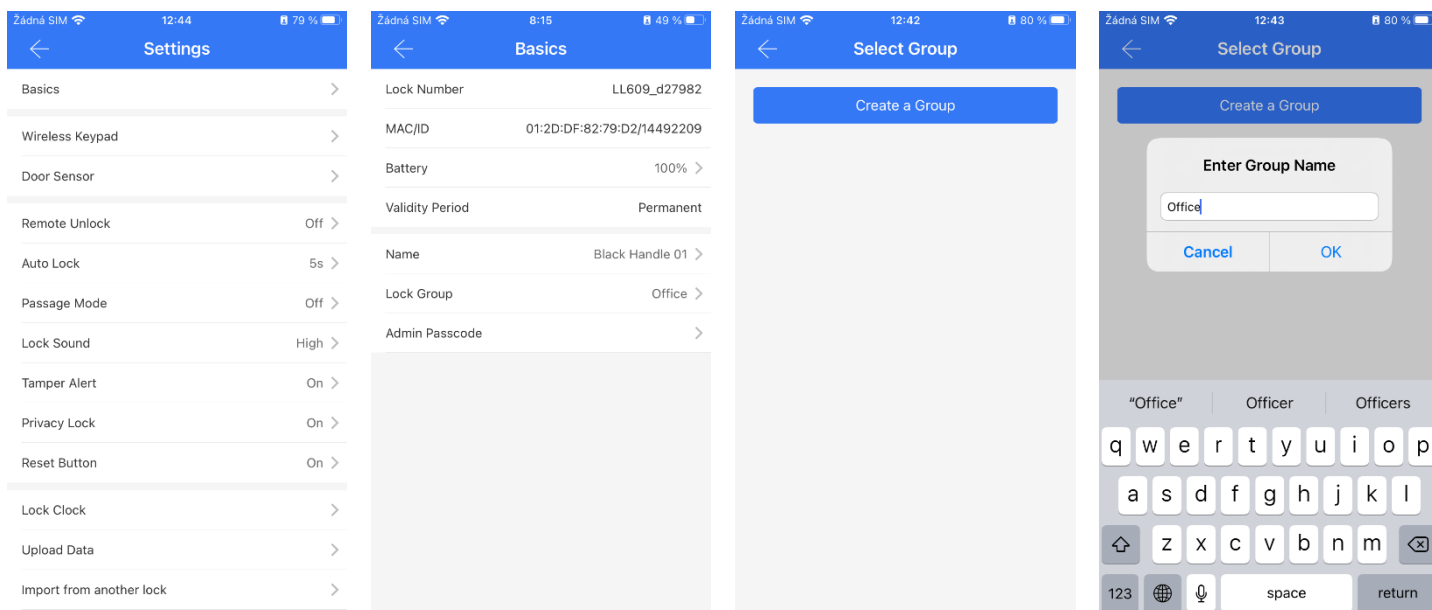 Žádná SIM 12:44 79 %
Settings
Basics
Wireless Keypad
Door Sensor
Remote Unlock Off
Auto Lock 5s
Passage Mode Off
Lock Sound High
Tamper Alert On
Privacy Lock On
Reset Button On
Lock Clock
Upload Data
Import from another lock
Žádná SIM 8:15 49 %
Basics
Lock Number LL609_d27982
MAC/ID 01:2D:DF:82:79:D2/14492209
Battery 100%
Validity Period Permanent
Name Black Handle 01
Lock Group Office
Admin Passcode
Žádná SIM 12:42 80 %
Select Group
Create a Group
Žádná SIM 12:43 80 %
Select Group
Create a Group
Enter Group Name
Office
Cancel OK
“Office” Officer Officers
q w e r t y u i o p
a s d f g h j k l
z x c v b n m
123 space return